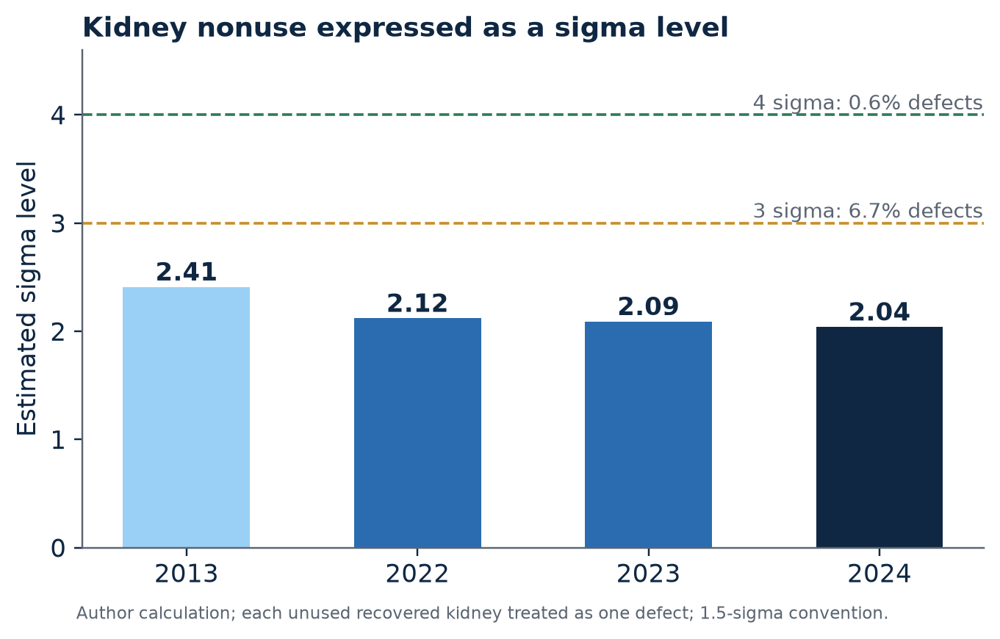 Kidney nonuse expressed as a sigma level
Estimated sigma level
4
3
2
1
0
4 sigma: 0.6% defects
3 sigma: 6.7% defects
2.41
2.12
2.09
2.04
2013
2022
2023
2024
Author calculation; each unused recovered kidney treated as one defect; 1.5-sigma convention.